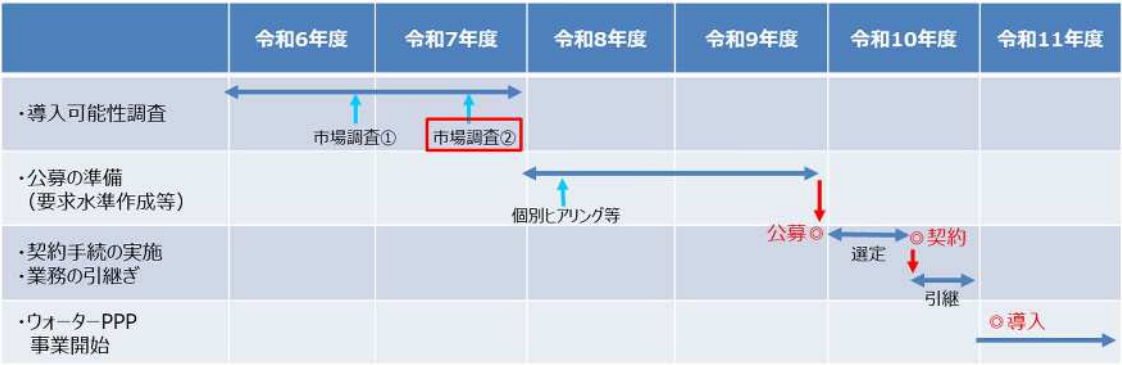 令和6年度 令和7年度 令和8年度 令和9年度 令和10年度 令和11年度
・導入可能性調査
市場調査① 市場調査②
・公募の準備
（要求水準作成等）
個別ヒアリング等
公募◎ ◎契約
・契約手続の実施
選定
・業務の引継ぎ
引継
・ウォーターPPP
◎導入
事業開始